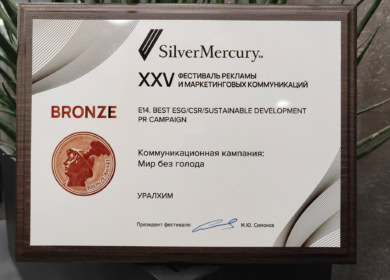 SilverMercury™
XXV ФЕСТИВАЛЬ РЕКЛАМЫ
И МАРКЕТИНГОВЫХ КОММУНИКАЦИЙ
BRONZE
E14. BEST ESG/CSR/SUSTAINABLE DEVELOPMENT
PR CAMPAIGN
Коммуникационная кампания:
Мир без голода
УРАЛХИМ
Президент фестиваля: М.Ю. Симонов